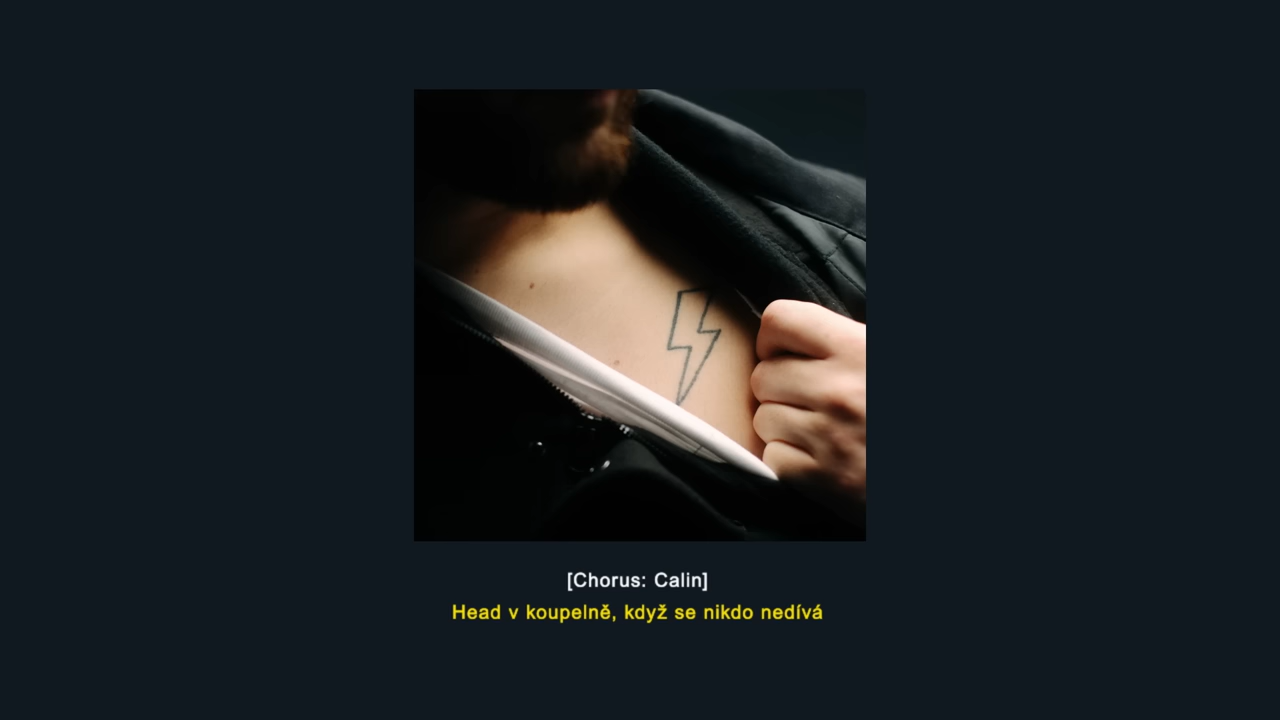 [Chorus: Calin]
Head v koupelně, když se nikdo nedívá